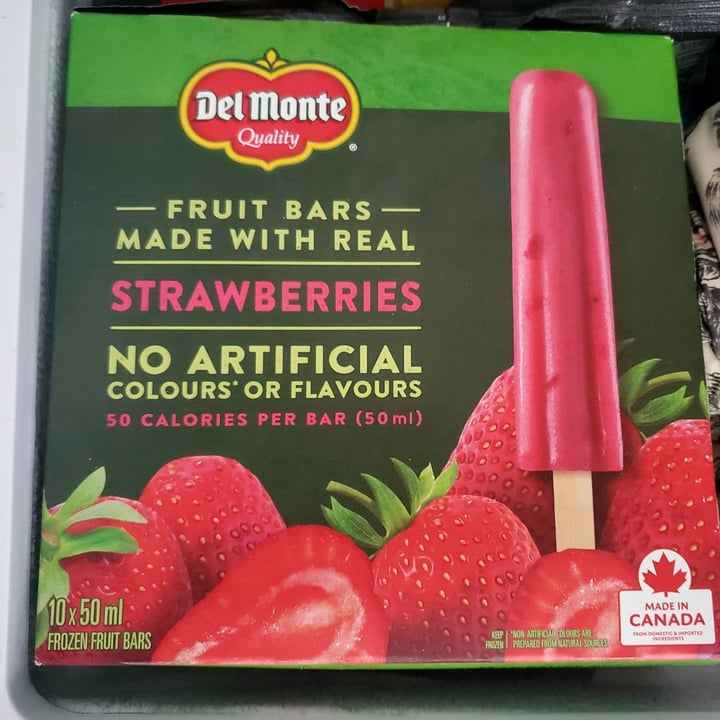 Del Monte
Quality
®
FRUIT BARS
MADE WITH REAL
STRAWBERRIES
NO ARTIFICIAL
COLOURS* OR FLAVOURS
50 CALORIES PER BAR (50 ml)
10 x 50 ml
FROZEN FRUIT BARS
KEEP
FROZEN
*NON-ARTIFICIAL COLOURS ARE
PREPARED FROM NATURAL SOURCES
MADE IN
CANADA
FROM DOMESTIC & IMPORTED
INGREDIENTS